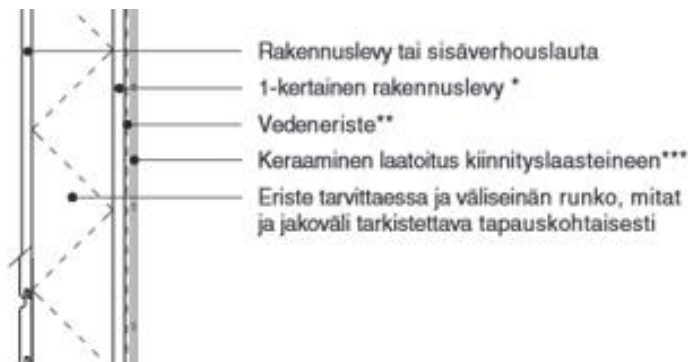 Rakennuslevy tai sisäverhouslauta
1-kertainen rakennuslevy *
Vedeneriste**
Keraaminen laatoitus kiinnityslaasteineen***
Eriste tarvittaessa ja väliseinän runko, mitat
ja jakoväli tarkistettava tapauskohtaisesti